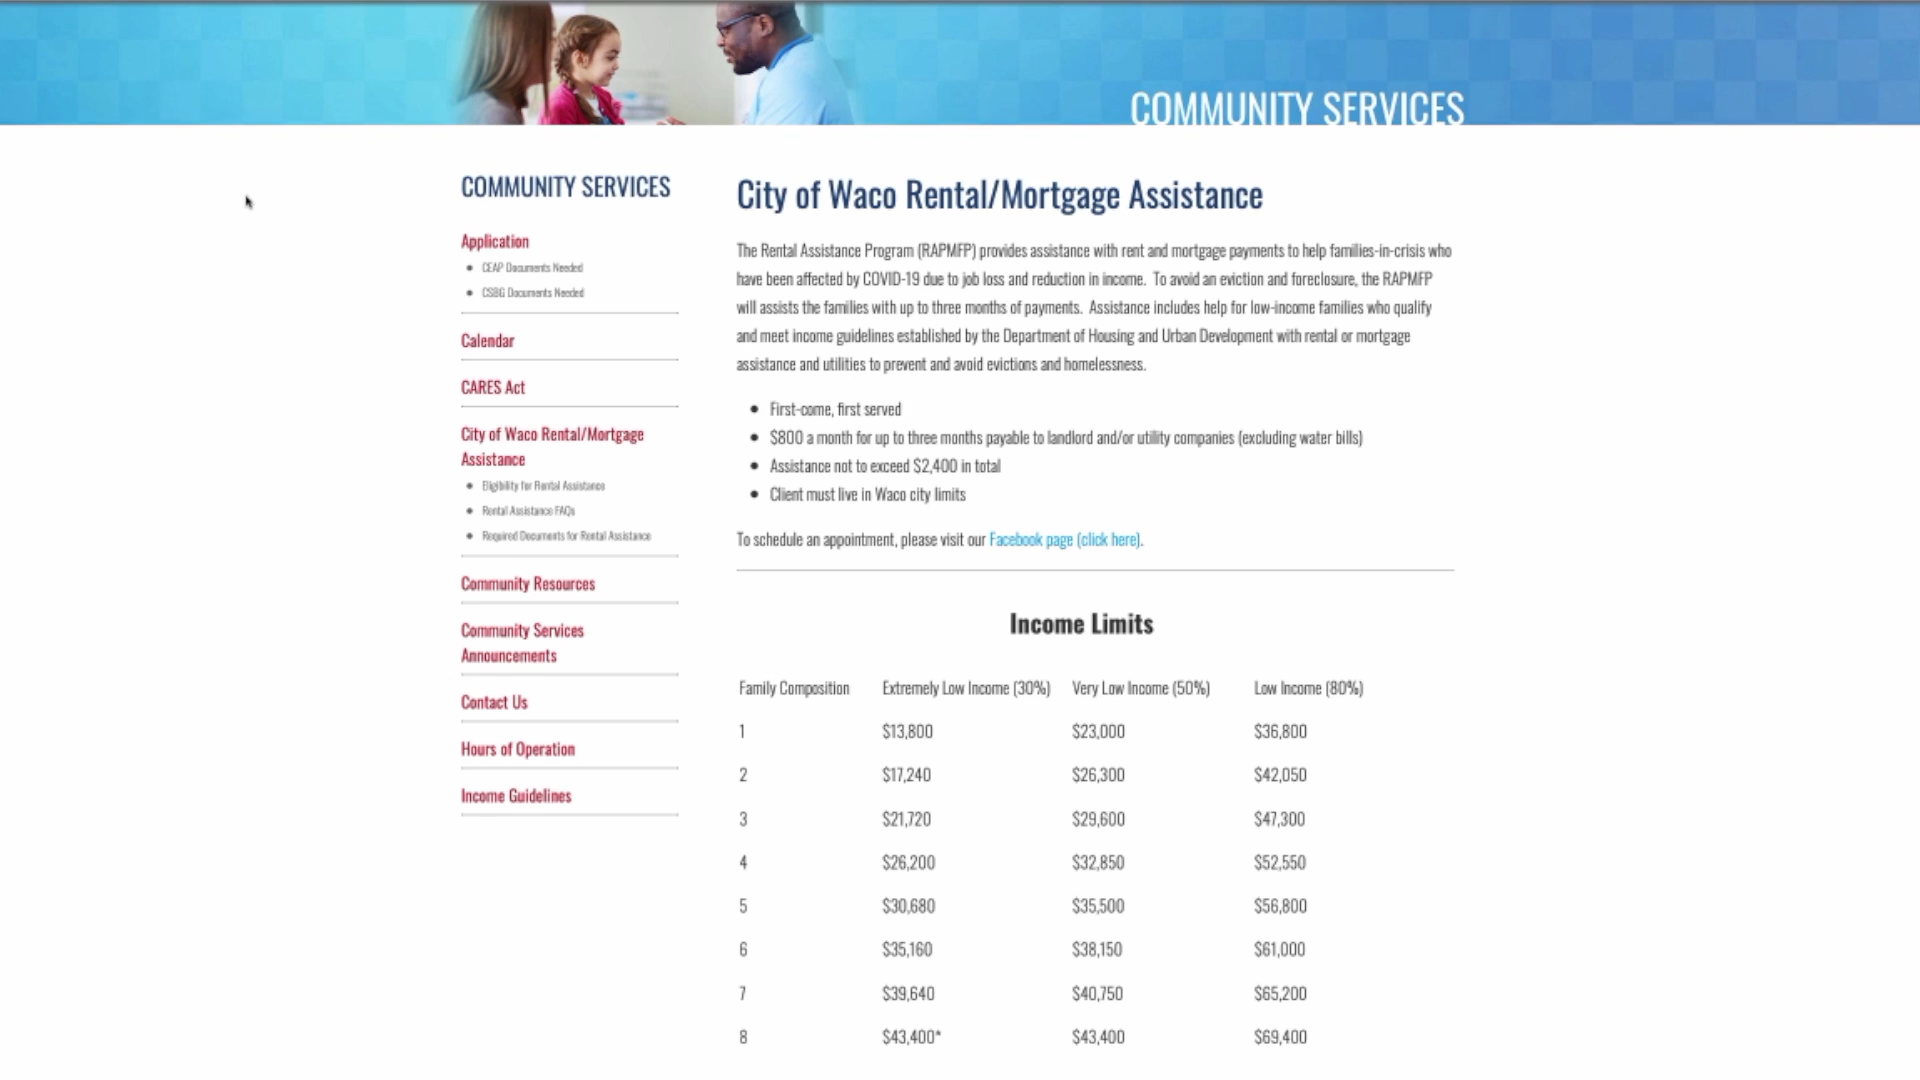 COMMUNITY SERVICES
COMMUNITY SERVICES
Application
CEAP Documents Needed
CSBG Documents Needed
Calendar
CARES Act
City of Waco Rental/Mortgage
Assistance
Eligibility for Rental Assistance
Rental Assistance FAQs
Required Documents for Rental Assistance
Community Resources
Community Services
Announcements
Contact Us
Hours of Operation
Income Guidelines
City of Waco Rental/Mortgage Assistance
The Rental Assistance Program (RAPMFP) provides assistance with rent and mortgage payments to help families-in-crisis who
have been affected by COVID-19 due to job loss and reduction in income. To avoid an eviction and foreclosure, the RAPMFP
will assists the families with up to three months of payments. Assistance includes help for low-income families who qualify
and meet income guidelines established by the Department of Housing and Urban Development with rental or mortgage
assistance and utilities to prevent and avoid evictions and homelessness.
First-come, first served
$800 a month for up to three months payable to landlord and/or utility companies (excluding water bills)
Assistance not to exceed $2,400 in total
Client must live in Waco city limits
To schedule an appointment, please visit our Facebook page (click here).
Income Limits
Family Composition Extremely Low Income (30%) Very Low Income (50%) Low Income (80%)
1 $13,800 $23,000 $36,800
2 $17,240 $26,300 $42,050
3 $21,720 $29,600 $47,300
4 $26,200 $32,850 $52,550
5 $30,680 $35,500 $56,800
6 $35,160 $38,150 $61,000
7 $39,640 $40,750 $65,200
8 $43,400* $43,400 $69,400